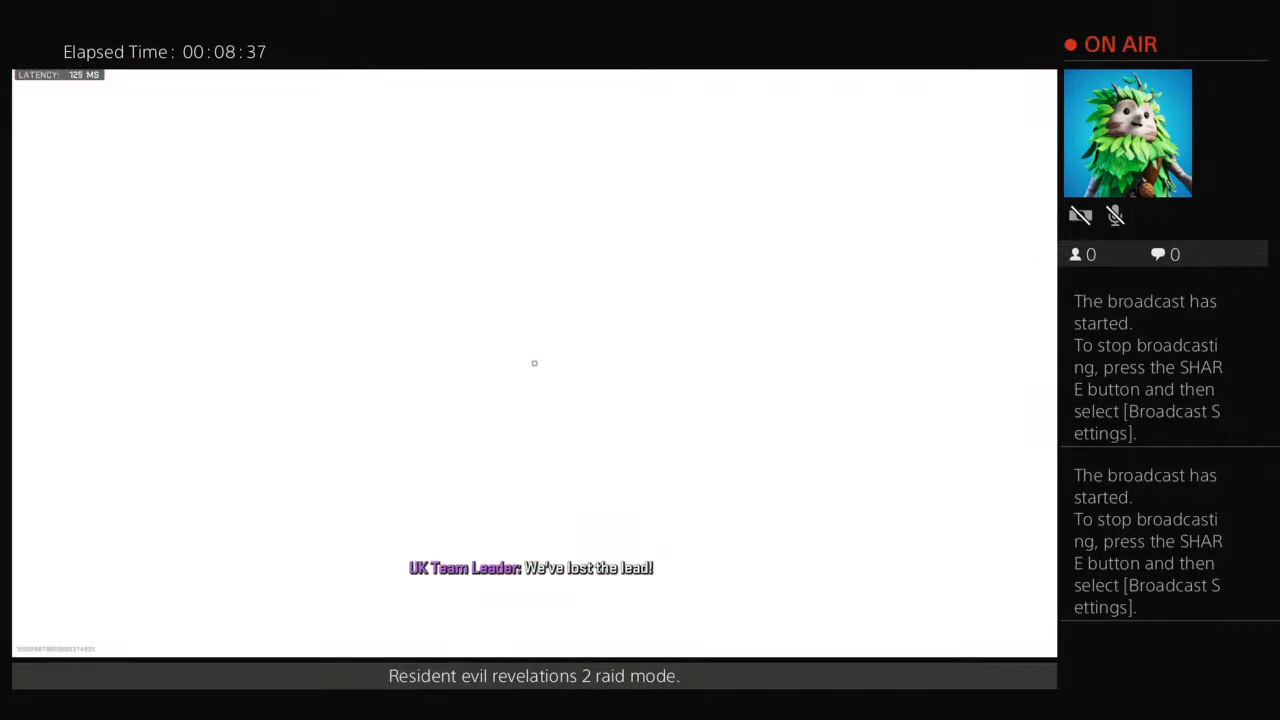 Elapsed Time: 00:08:37
ON AIR
LATENCY: 125 MS
0 0
The broadcast has
started.
To stop broadcasti
ng, press the SHAR
E button and then
select [Broadcast S
ettings].
The broadcast has
started.
To stop broadcasti
ng, press the SHAR
E button and then
select [Broadcast S
ettings].
UK Team Leader: We've lost the lead!
Resident evil revelations 2 raid mode.